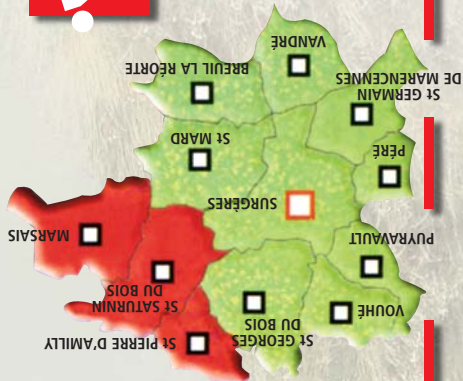 St PIERRE D'AMILLY
St GEORGES
DU BOIS
VOUHÉ
St SATURNIN
DU BOIS
PUYRAVAULT
MARSAIS
SURGÈRES
PÉRÉ
St MARD
St GERMAIN
DE MARENCENNES
BREUIL LA RÉORTE
VANDRÉ